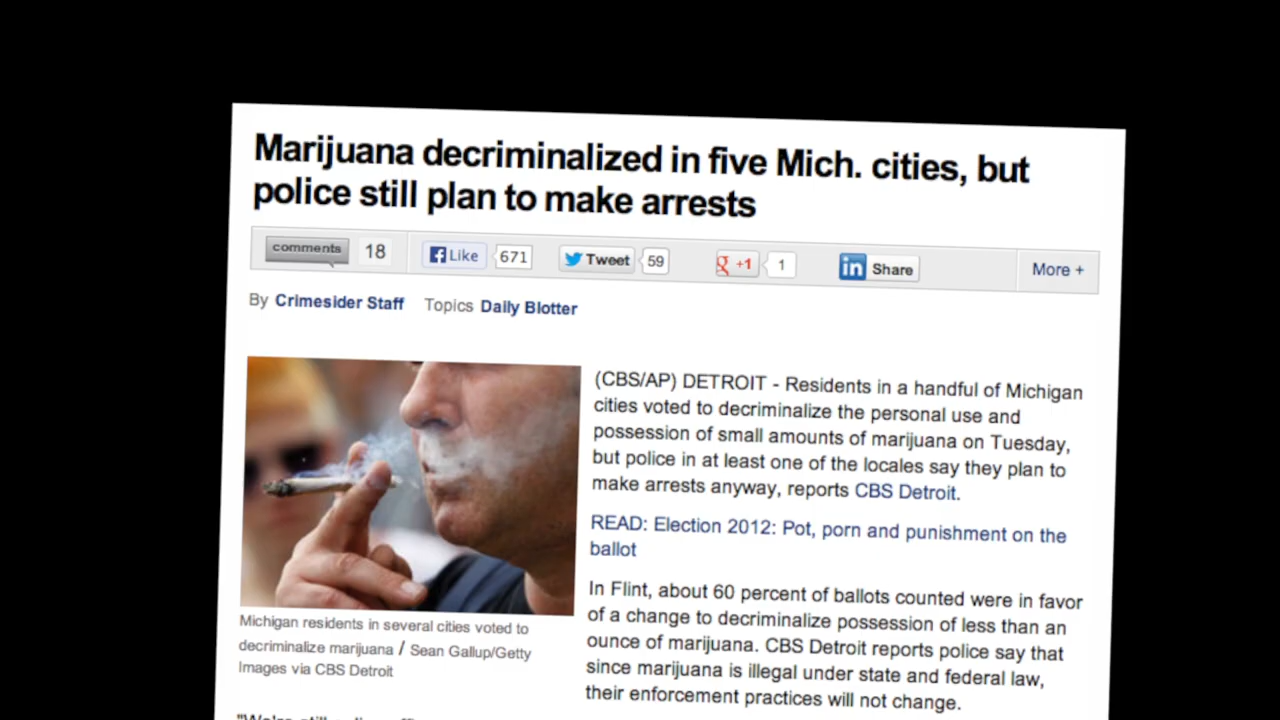 Marijuana decriminalized in five Mich. cities, but
police still plan to make arrests
comments 18 Like 671 Tweet 59 +1 1 in Share More +
By Crimesider Staff Topics Daily Blotter
(CBS/AP) DETROIT - Residents in a handful of Michigan
cities voted to decriminalize the personal use and
possession of small amounts of marijuana on Tuesday,
but police in at least one of the locales say they plan to
make arrests anyway, reports CBS Detroit.
READ: Election 2012: Pot, porn and punishment on the
ballot
In Flint, about 60 percent of ballots counted were in favor
of a change to decriminalize possession of less than an
ounce of marijuana. CBS Detroit reports police say that
since marijuana is illegal under state and federal law,
their enforcement practices will not change.
Michigan residents in several cities voted to
decriminalize marijuana / Sean Gallup/Getty
Images via CBS Detroit